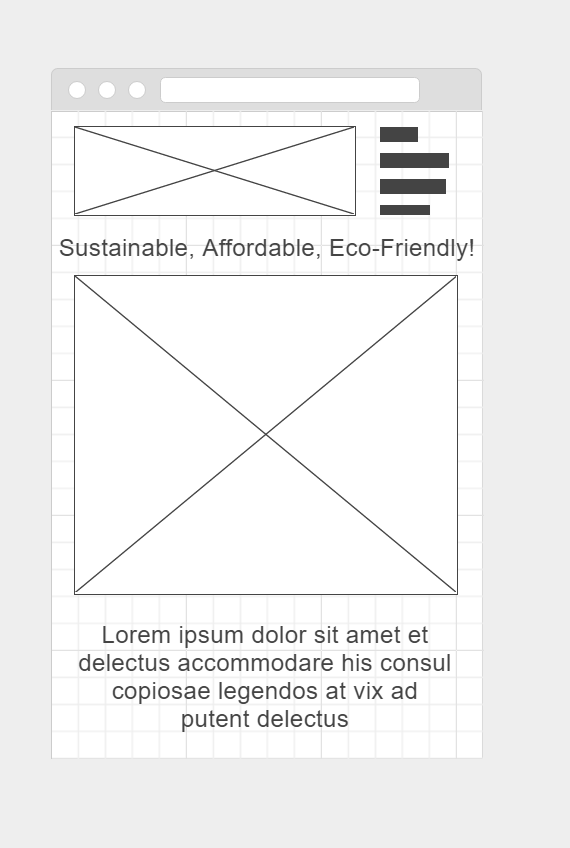 Sustainable, Affordable, Eco-Friendly!
Lorem ipsum dolor sit amet et
delectus accommodare his consul
copiosae legendos at vix ad
putent delectus